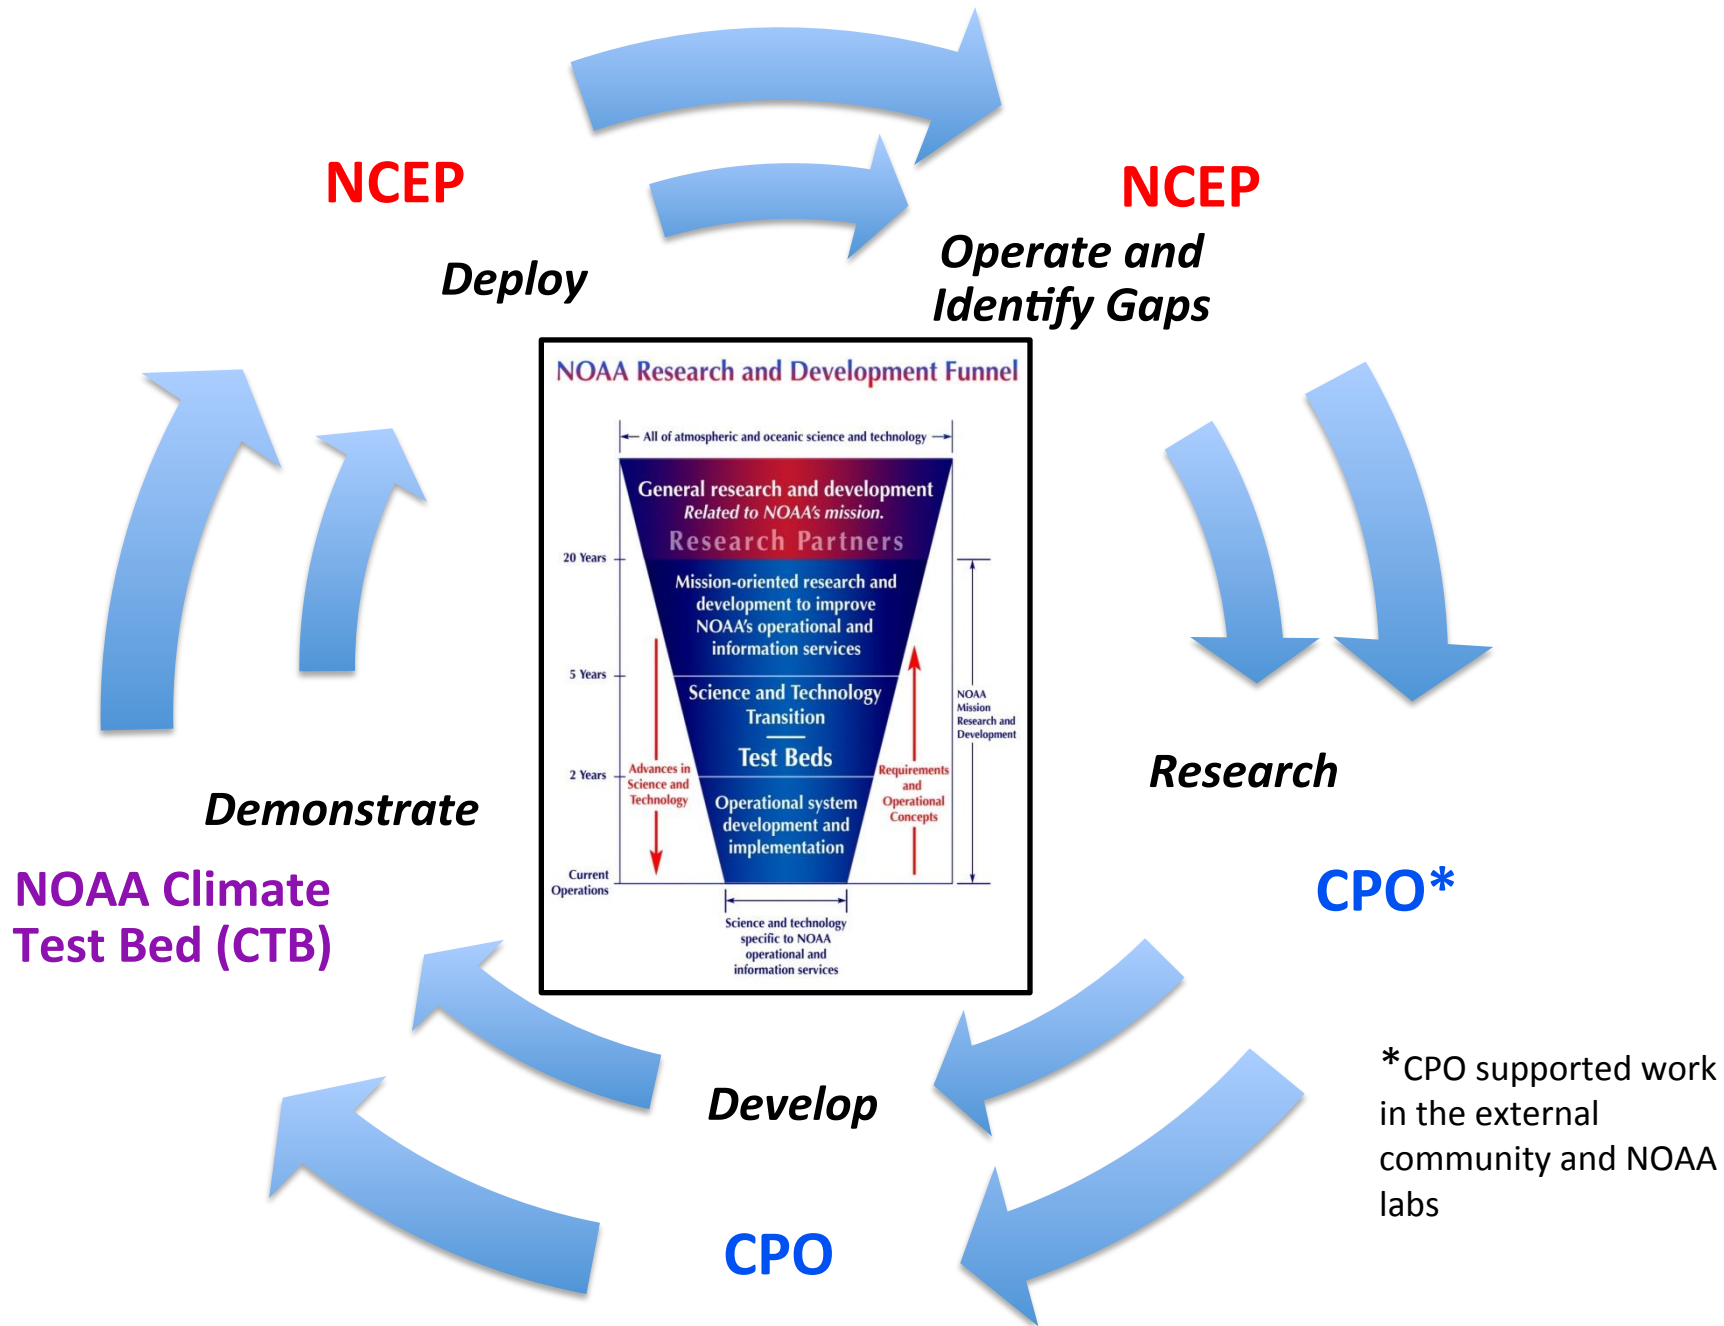 NCEP
Deploy
NCEP
Operate and
Identify Gaps
NOAA Research and Development Funnel
All of atmospheric and oceanic science and technology
General research and development
Related to NOAA's mission.
Research Partners
20 Years
Mission-oriented research and
development to improve
NOAA's operational and
information services
5 Years
Science and Technology
Transition
Test Beds
2 Years
Operational system
development and
implementation
Current
Operations
Advances in
Science and
Technology
Requirements
and
Operational
Concepts
NOAA
Mission
Research and
Development
Science and technology
specific to NOAA
operational and
information services
Research
CPO*
*CPO supported work
in the external
community and NOAA
labs
Develop
CPO
Demonstrate
NOAA Climate
Test Bed (CTB)